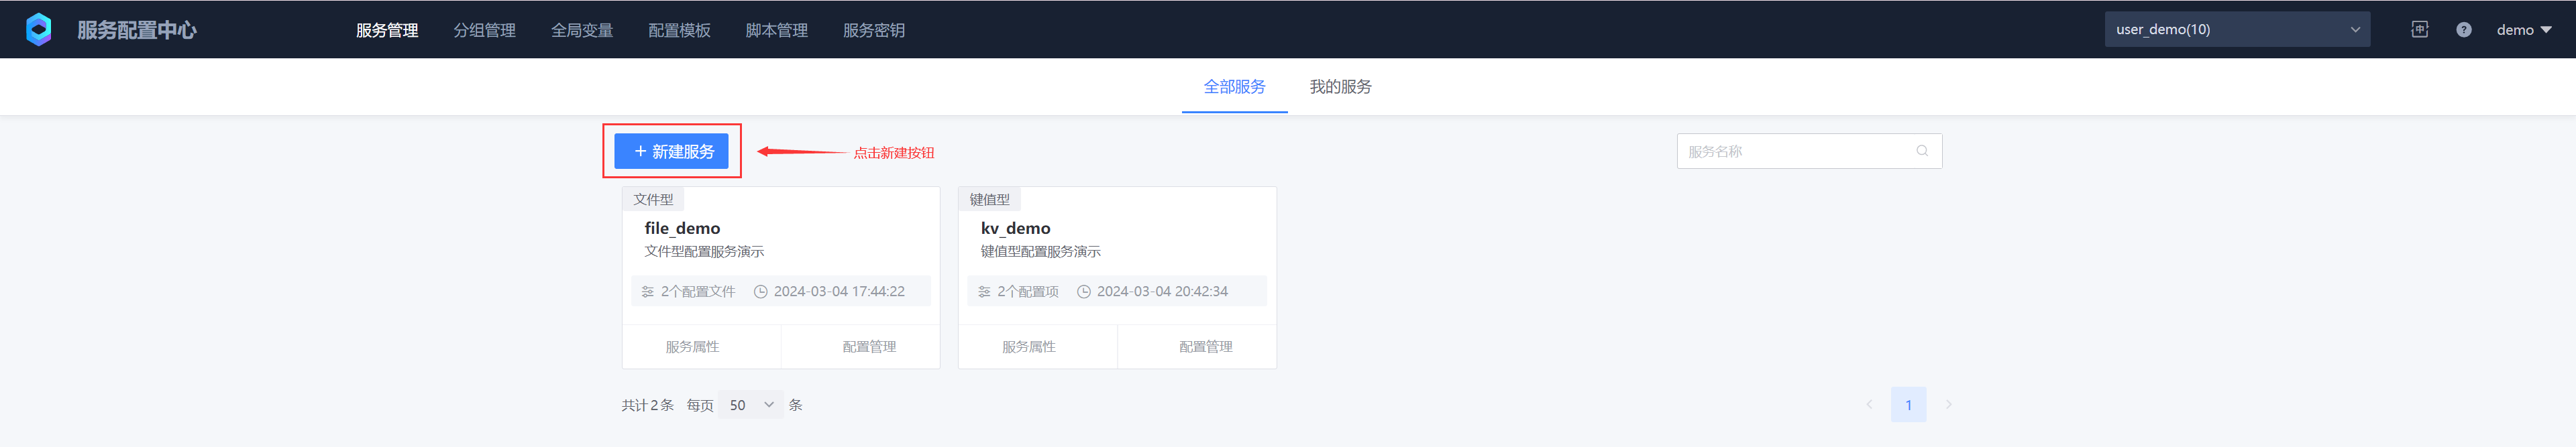 服务配置中心 服务管理 分组管理 全局变量 配置模板 脚本管理 服务密钥 user_demo(10) 中 ? demo
全部服务 我的服务
+ 新建服务 点击新建按钮 服务名称
文件型 键值型
file_demo kv_demo
文件型配置服务演示 键值型配置服务演示
2个配置文件 2024-03-04 17:44:22 2个配置项 2024-03-04 20:42:34
服务属性 配置管理 服务属性 配置管理
共计2条 每页 50 条 1